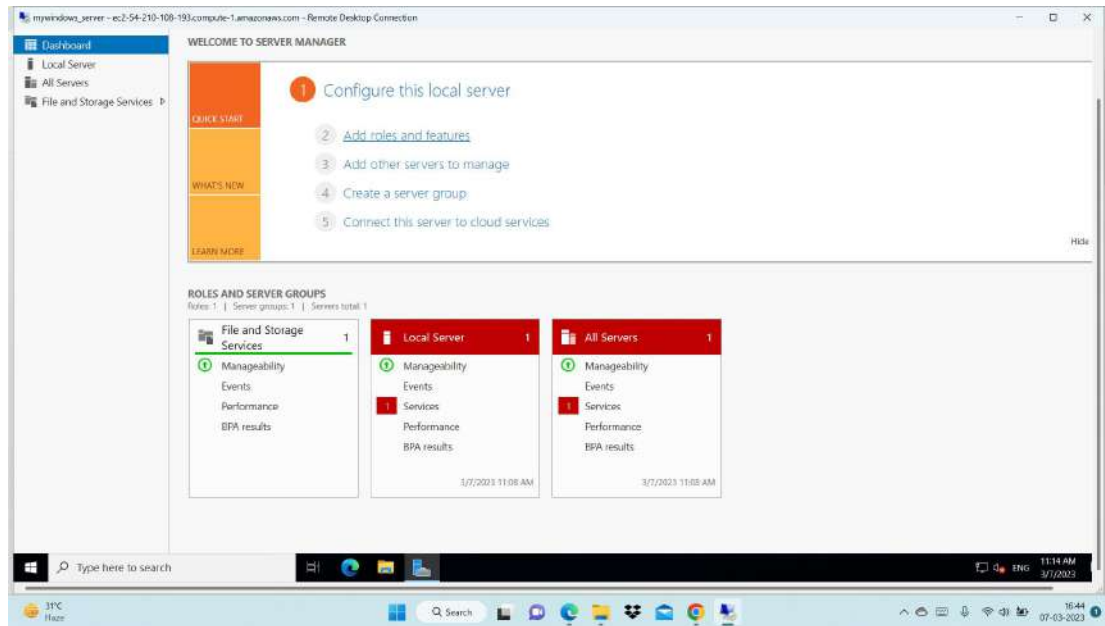 mywindows_server - ec2-54-210-108-193.compute-1.amazonaws.com - Remote Desktop Connection
Dashboard
Local Server
All Servers
File and Storage Services
WELCOME TO SERVER MANAGER
QUICK START
WHAT'S NEW
LEARN MORE
1 Configure this local server
2 Add roles and features
3 Add other servers to manage
4 Create a server group
5 Connect this server to cloud services
Hide
ROLES AND SERVER GROUPS
Roles: 1 | Server groups: 1 | Servers total: 1
File and Storage
Services
1
Manageability
Events
Performance
BPA results
Local Server 1
Manageability
Events
1 Services
Performance
BPA results
3/7/2023 11:08 AM
All Servers 1
Manageability
Events
1 Services
Performance
BPA results
3/7/2023 11:08 AM
Type here to search
ENG
11:14 AM
3/7/2023
31°C
Haze
Search
16:44
07-03-2023